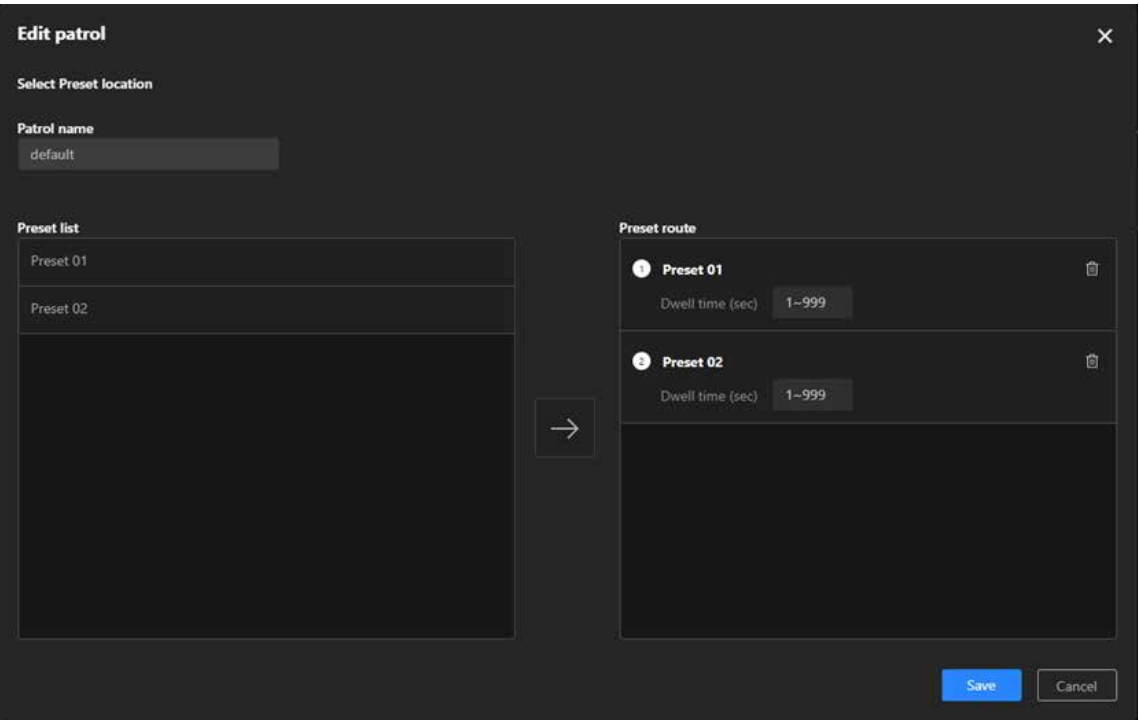 Edit patrol
Select Preset location
Patrol name
default
Preset list
Preset 01
Preset 02
Preset route
1 Preset 01
Dwell time (sec) 1~999
2 Preset 02
Dwell time (sec) 1~999
Save Cancel